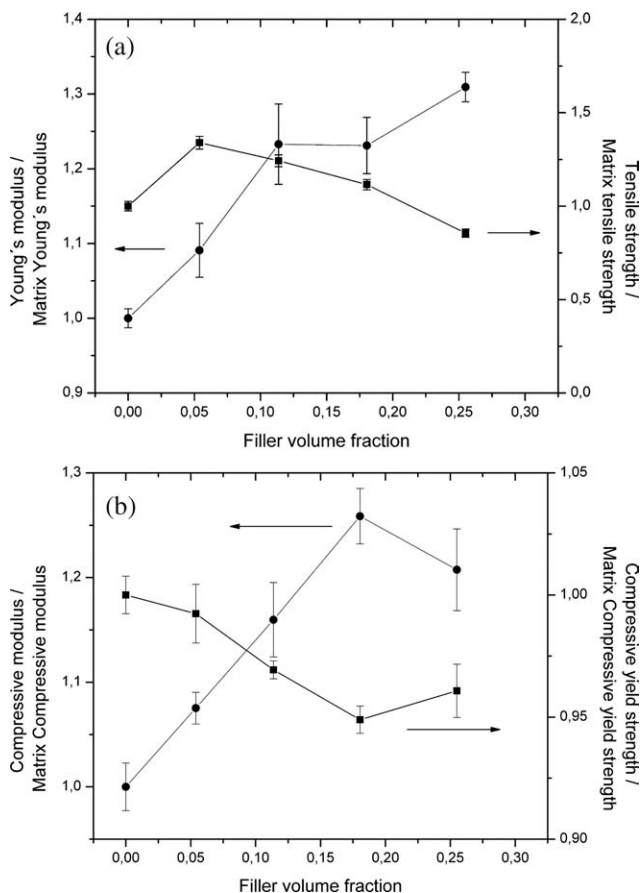 (a)
1,4
1,3
1,2
1,1
1,0
0,9
Young´s modulus /
Matrix Young´s modulus
2,0
1,5
1,0
0,5
0,0
Tensile strength /
Matrix tensile strength
0,00 0,05 0,10 0,15 0,20 0,25 0,30
Filler volume fraction
(b)
1,3
1,2
1,1
1,0
Compressive modulus /
Matrix Compressive modulus
1,05
1,00
0,95
0,90
Compressive yield strength /
Matrix Compressive yield strength
0,00 0,05 0,10 0,15 0,20 0,25 0,30
Filler volume fraction